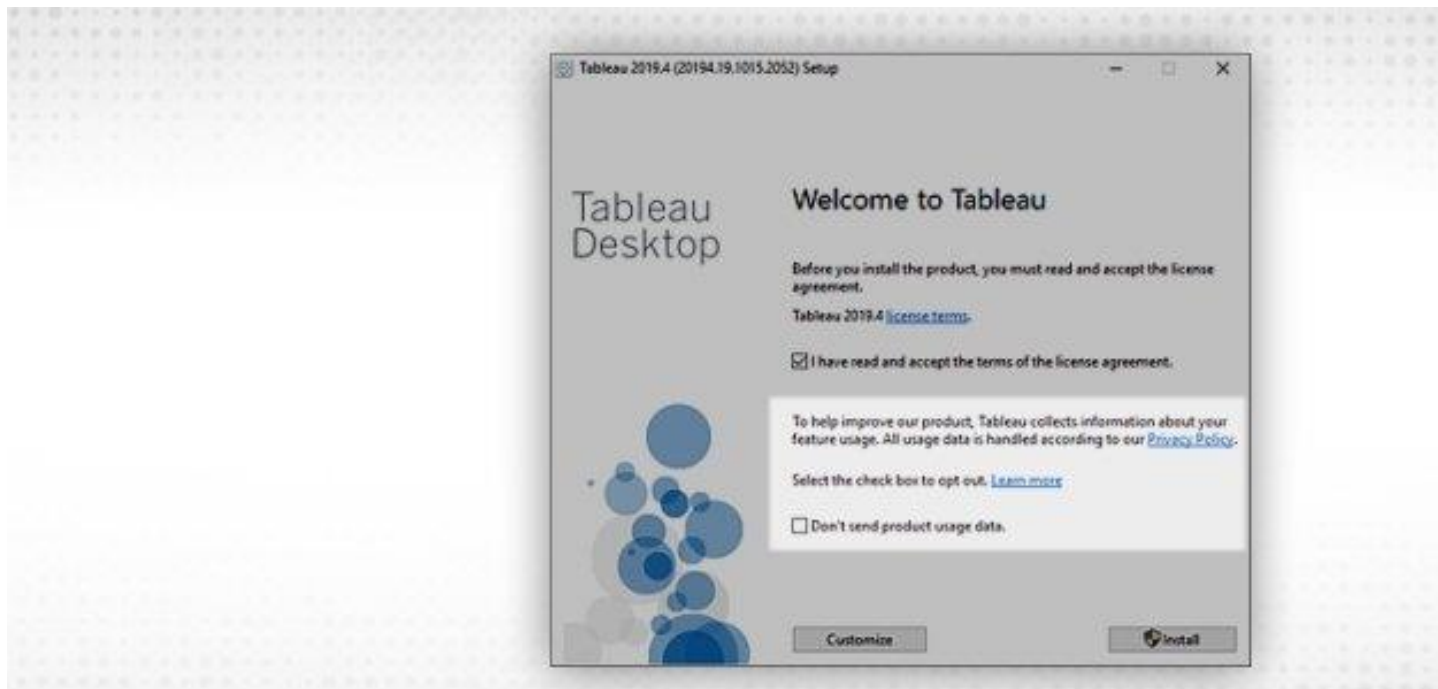 Tableau 2019.4 (20194.19.1015.2052) Setup
Tableau
Desktop
Welcome to Tableau
Before you install the product, you must read and accept the license
agreement.
Tableau 2019.4 license terms.
I have read and accept the terms of the license agreement.
To help improve our product, Tableau collects information about your
feature usage. All usage data is handled according to our Privacy Policy.
Select the check box to opt out. Learn more
Don't send product usage data.
Customize
Install